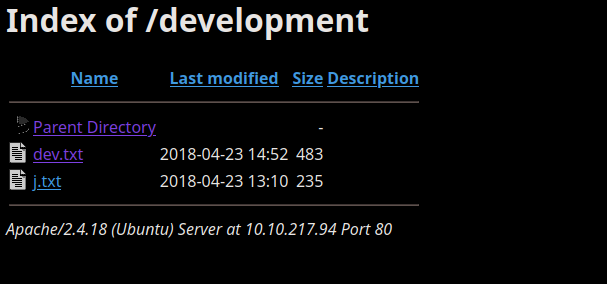 Index of /development
Name Last modified Size Description
Parent Directory -
dev.txt 2018-04-23 14:52 483
j.txt 2018-04-23 13:10 235
Apache/2.4.18 (Ubuntu) Server at 10.10.217.94 Port 80